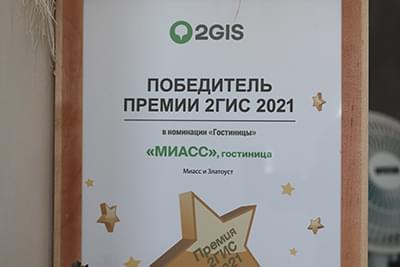 2GIS
ПОБЕДИТЕЛЬ
ПРЕМИИ 2ГИС 2021
в номинации «Гостиницы»
«МИАСС», гостиница
Миасс и Златоуст
Премия
2ГИС
2021